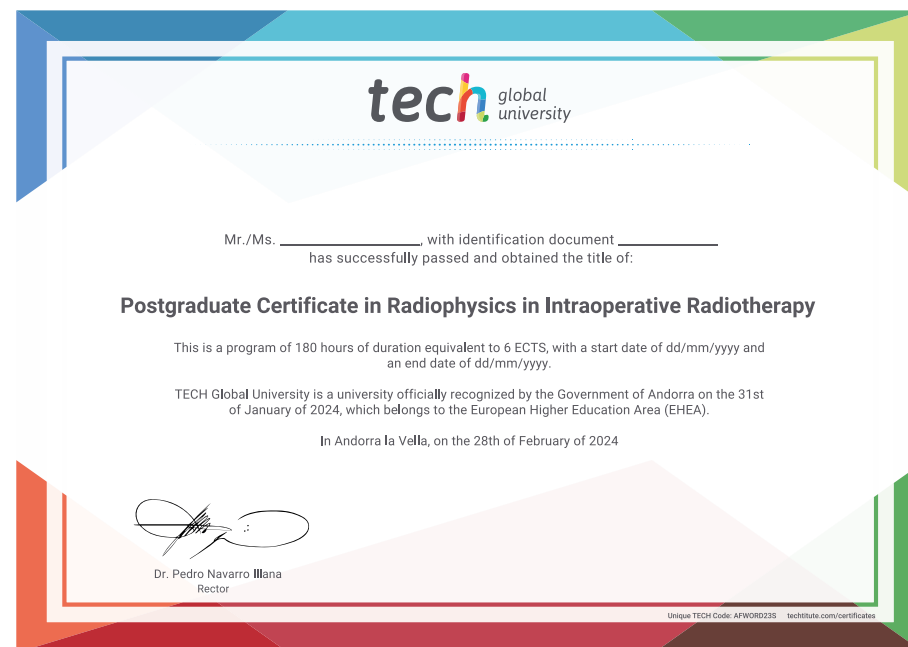 tech global university
Mr./Ms. ____________________, with identification document ______________
has successfully passed and obtained the title of:
Postgraduate Certificate in Radiophysics in Intraoperative Radiotherapy
This is a program of 180 hours of duration equivalent to 6 ECTS, with a start date of dd/mm/yyyy and
an end date of dd/mm/yyyy.
TECH Global University is a university officially recognized by the Government of Andorra on the 31st
of January of 2024, which belongs to the European Higher Education Area (EHEA).
In Andorra la Vella, on the 28th of February of 2024
Dr. Pedro Navarro Illana
Rector
Unique TECH Code: AFWORD23S techtitute.com/certificates